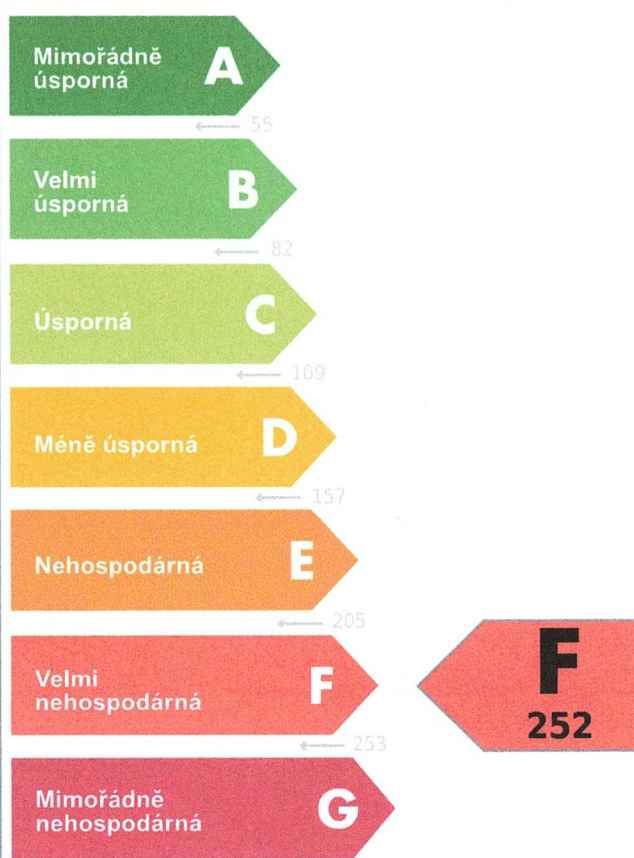 Mimořádně
úsporná
A
55
Velmi
úsporná
B
82
Úsporná
C
109
Méně úsporná
D
157
Nehospodárná
E
205
Velmi
nehospodárná
F
F
252
253
Mimořádně
nehospodárná
G